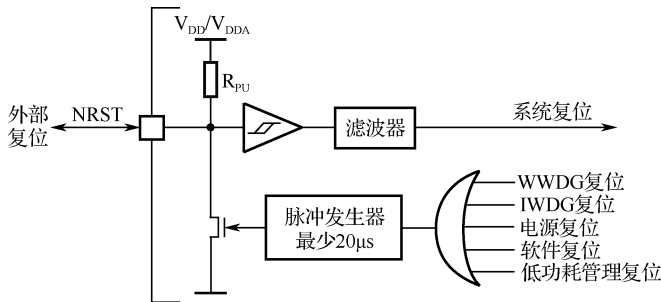 VDD/VDDA
RPU
外部
复位
NRST
滤波器
系统复位
脉冲发生器
最少20μs
WWDG复位
IWDG复位
电源复位
软件复位
低功耗管理复位